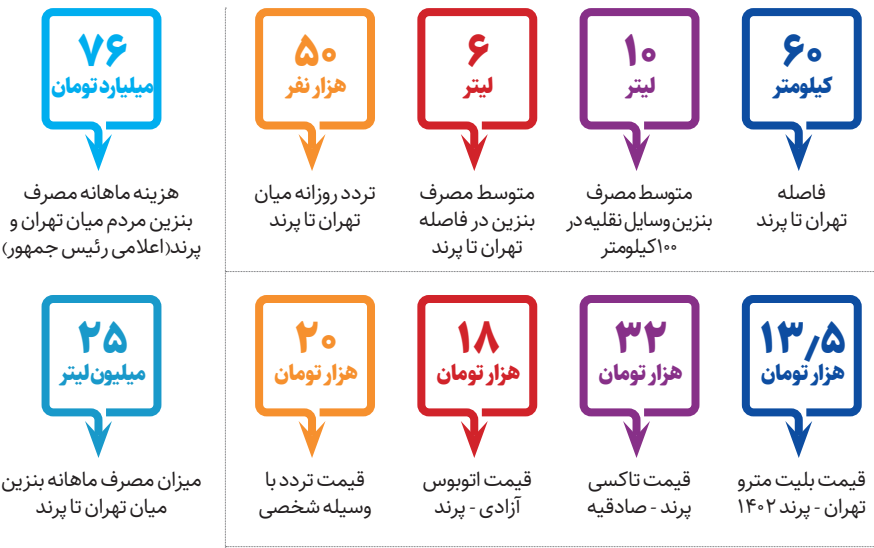 ۶۰
کیلومتر
فاصله
تهران تا پرند
۱۰
لیتر
متوسط مصرف
بنزین وسایل نقلیه در
۱۰۰کیلومتر
۶
لیتر
متوسط مصرف
بنزین در فاصله
تهران تا پرند
۵۰
هزار نفر
تردد روزانه میان
تهران تا پرند
۷۶
میلیارد تومان
هزینه ماهانه مصرف
بنزین مردم میان تهران و
پرند(اعلامی رئیس جمهور)
۱۳٫۵
هزار تومان
قیمت بلیت مترو
تهران - پرند ۱۴۰۲
۳۲
هزار تومان
قیمت تاکسی
پرند - صادقیه
۱۸
هزار تومان
قیمت اتوبوس
آزادی - پرند
۲۰
هزار تومان
قیمت تردد با
وسیله شخصی
۲۵
میلیون لیتر
میزان مصرف ماهانه بنزین
میان تهران تا پرند